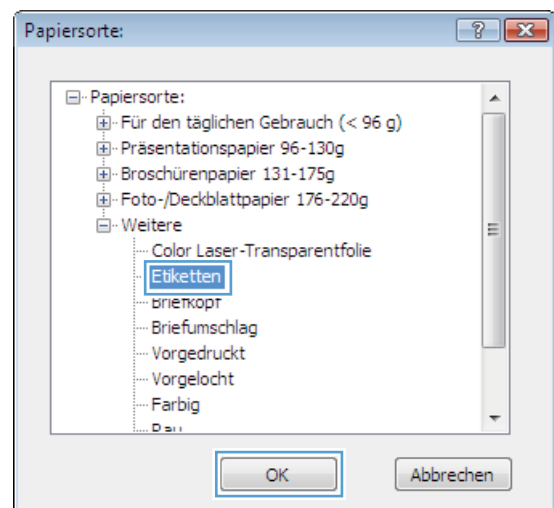 Papiersorte:
Papiersorte:
Für den täglichen Gebrauch (< 96 g)
Präsentationspapier 96-130g
Broschürenpapier 131-175g
Foto-/Deckblattpapier 176-220g
Weitere
Color Laser-Transparentfolie
Etiketten
Briefkopf
Briefumschlag
Vorgedruckt
Vorgelocht
Farbig
Rau
OK Abbrechen